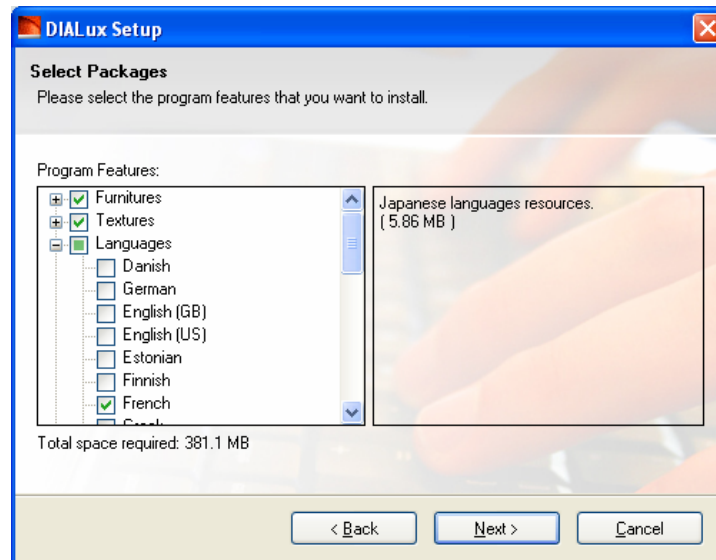 DIALux Setup
Select Packages
Please select the program features that you want to install.
Program Features:
Furnitures
Textures
Languages
Danish
German
English (GB)
English (US)
Estonian
Finnish
French
Japanese languages resources.
( 5.86 MB )
Total space required: 381.1 MB
< Back
Next >
Cancel